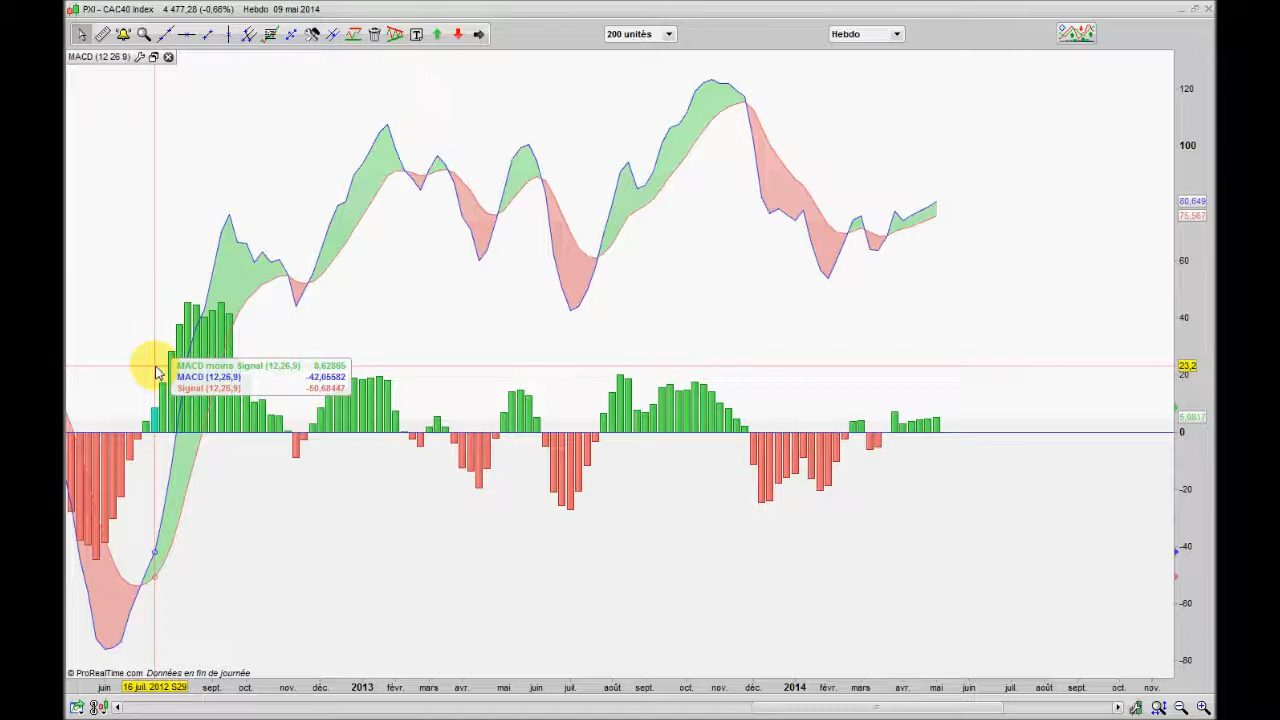 PXI - CAC40 Index 4 477,28 (-0,66%) Hebdo 09 mai 2014
200 unités
Hebdo
MACD (12 26 9)
120
100
80,649
75,567
60
40
23,2
20
5,0817
0
-20
-40
-60
-80
MACD moins Signal (12,26,9) 8,62865
MACD (12,26,9) -42,05582
Signal (12,26,9) -50,68447
© ProRealTime.com Données en fin de journée
juin 16 juil. 2012 S29 sept. oct. nov. déc. 2013 févr. mars avr. mai juin juil. août sept. oct. nov. déc. 2014 févr. mars avr. mai juin juil. août sept. oct. nov.